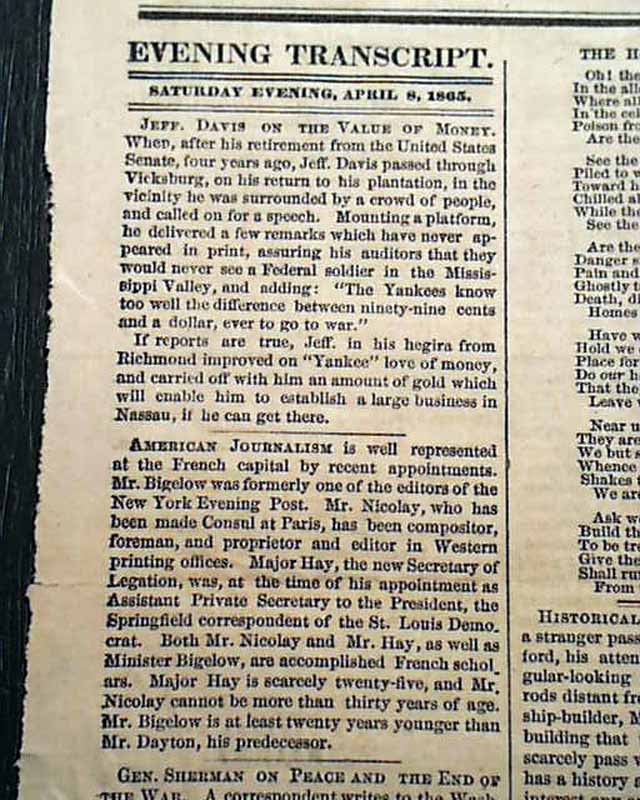 EVENING TRANSCRIPT.
SATURDAY EVENING, APRIL 8, 1865.
JEFF. DAVIS ON THE VALUE OF MONEY.
When, after his retirement from the United States
Senate, four years ago, Jeff. Davis passed through
Vicksburg, on his return to his plantation, in the
vicinity he was surrounded by a crowd of people,
and called on for a speech. Mounting a platform,
he delivered a few remarks which have never ap-
peared in print, assuring his auditors that they
would never see a Federal soldier in the Missis-
sippi Valley, and adding: "The Yankees know
too well the difference between ninety-nine cents
and a dollar, ever to go to war."
If reports are true, Jeff. in his hegira from
Richmond improved on "Yankee" love of money,
and carried off with him an amount of gold which
will enable him to establish a large business in
Nassau, if he can get there.
AMERICAN JOURNALISM is well represented
at the French capital by recent appointments.
Mr. Bigelow was formerly one of the editors of the
New York Evening Post. Mr. Nicolay, who has
been made Consul at Paris, has been compositor,
foreman, and proprietor and editor in Western
printing offices. Major Hay, the new Secretary of
Legation, was, at the time of his appointment as
Assistant Private Secretary to the President, the
Springfield correspondent of the St. Louis Demo-
crat. Both Mr. Nicolay and Mr. Hay, as well as
Minister Bigelow, are accomplished French schol-
ars. Major Hay is scarcely twenty-five, and Mr.
Nicolay cannot be more than thirty years of age.
Mr. Bigelow is at least twenty years younger than
Mr. Dayton, his predecessor.
GEN. SHERMAN ON PEACE AND THE END OF
THE WAR. A correspondent writes to the
THE
Oh! the
In the
Where
In the
Poison
Are the
See the
Piled to
Toward
Chilled
While the
See the
Are the
Danger
Pain and
Ghostly
Death,
Homes
Have
Hold we
Place for
Do our
That they
Leave
Near
They are
We but
Whence
Shakes
We are
Ask
Build
To be
Give the
Shall
From
HISTORICAL
a stranger
ford, his
gular-looking
rods distant
ship-builder,
building that
scarcely pass
has a history